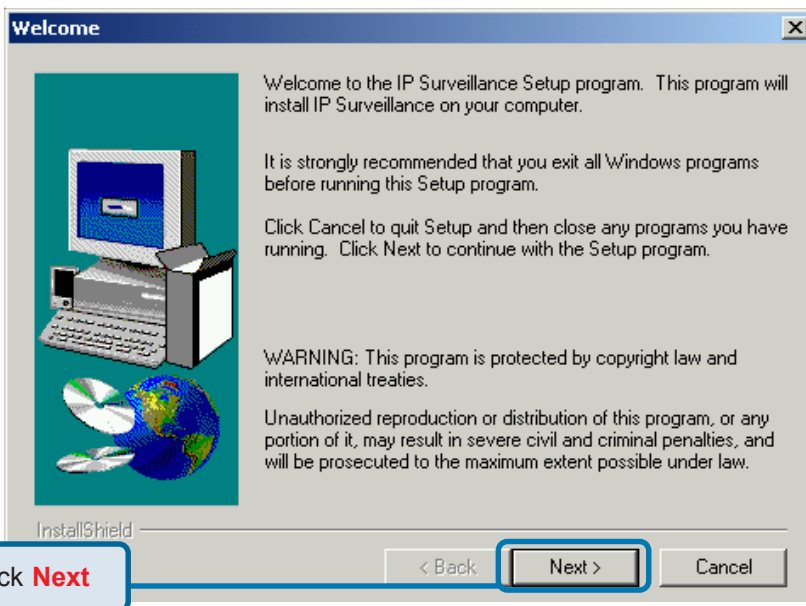 Welcome
Welcome to the IP Surveillance Setup program. This program will
install IP Surveillance on your computer.
It is strongly recommended that you exit all Windows programs
before running this Setup program.
Click Cancel to quit Setup and then close any programs you have
running. Click Next to continue with the Setup program.
WARNING: This program is protected by copyright law and
international treaties.
Unauthorized reproduction or distribution of this program, or any
portion of it, may result in severe civil and criminal penalties, and
will be prosecuted to the maximum extent possible under law.
InstallShield
< Back
Next >
Cancel
ck Next